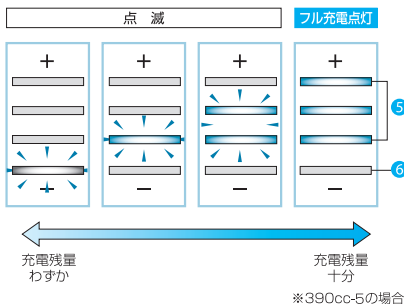 点 滅
フル充電点灯
+ + + +
5
6
− − − −
充電残量
わずか
充電残量
十分
※390cc-5の場合